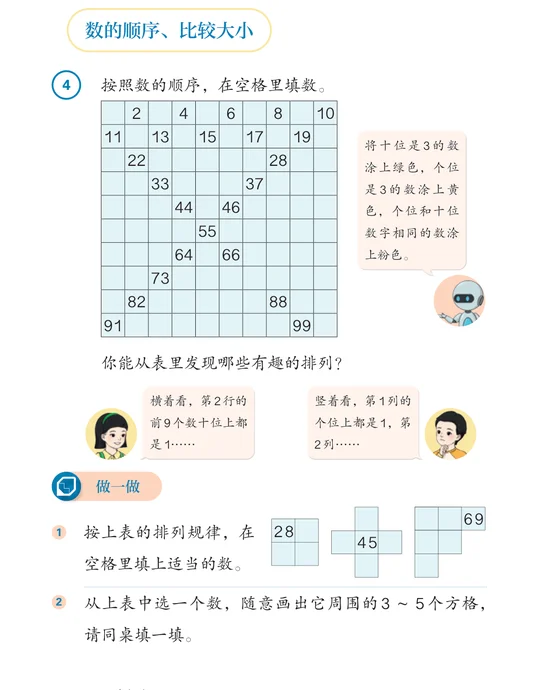 数的顺序、比较大小
4 按照数的顺序，在空格里填数。
2 4 6 8 10
11 13 15 17 19
22 28
33 37
44 46
55
64 66
73
82 88
91 99
将十位是3的数
涂上绿色，个位
是3的数涂上黄
色，个位和十位
数字相同的数涂
上粉色。
你能从表里发现哪些有趣的排列？
横着看，第2行的
前9个数十位上都
是1……
竖着看，第1列的
个位上都是1，第
2列……
做一做
1 按上表的排列规律，在
空格里填上适当的数。
28
45
69
2 从上表中选一个数，随意画出它周围的3～5个方格，
请同桌填一填。